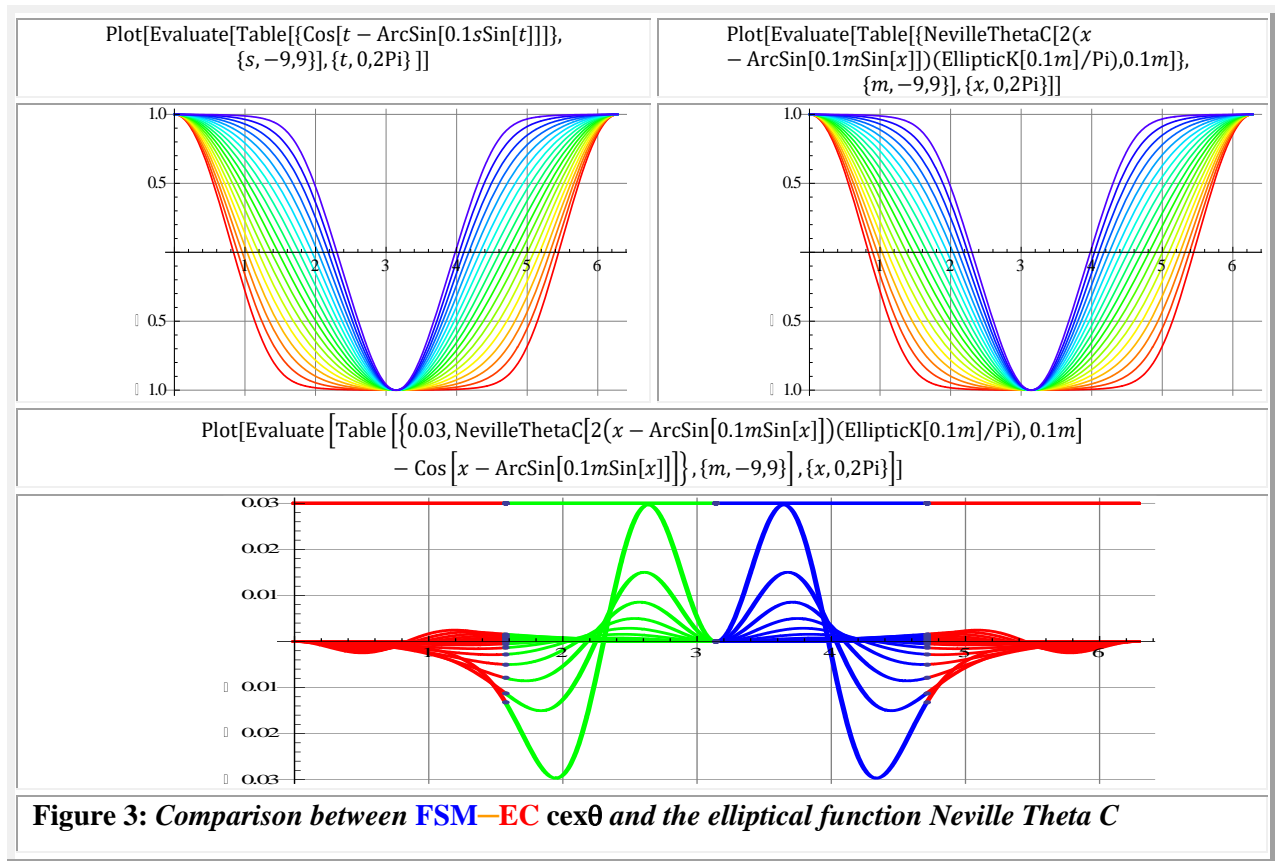 Plot[Evaluate[Table[{Cos[t − ArcSin[0.1sSin[t]]]},
{s, −9,9}], {t, 0,2Pi} ]]
Plot[Evaluate[Table[{NevilleThetaC[2(x
− ArcSin[0.1mSin[x]])(EllipticK[0.1m]/Pi),0.1m]},
{m, −9,9}], {x, 0,2Pi}]]
1.0
0.5
1 2 3 4 5 6
0.5
1.0
1.0
0.5
1 2 3 4 5 6
0.5
1.0
Plot[Evaluate [Table [{0.03, NevilleThetaC[2(x − ArcSin[0.1mSin[x]])(EllipticK[0.1m]/Pi), 0.1m]
− Cos [x − ArcSin[0.1mSin[x]]]} , {m, −9,9}] , {x, 0,2Pi}]]
0.03
0.02
0.01
1 2 3 4 5 6
0.01
0.02
0.03
Figure 3: Comparison between FSM—EC cexθ and the elliptical function Neville Theta C